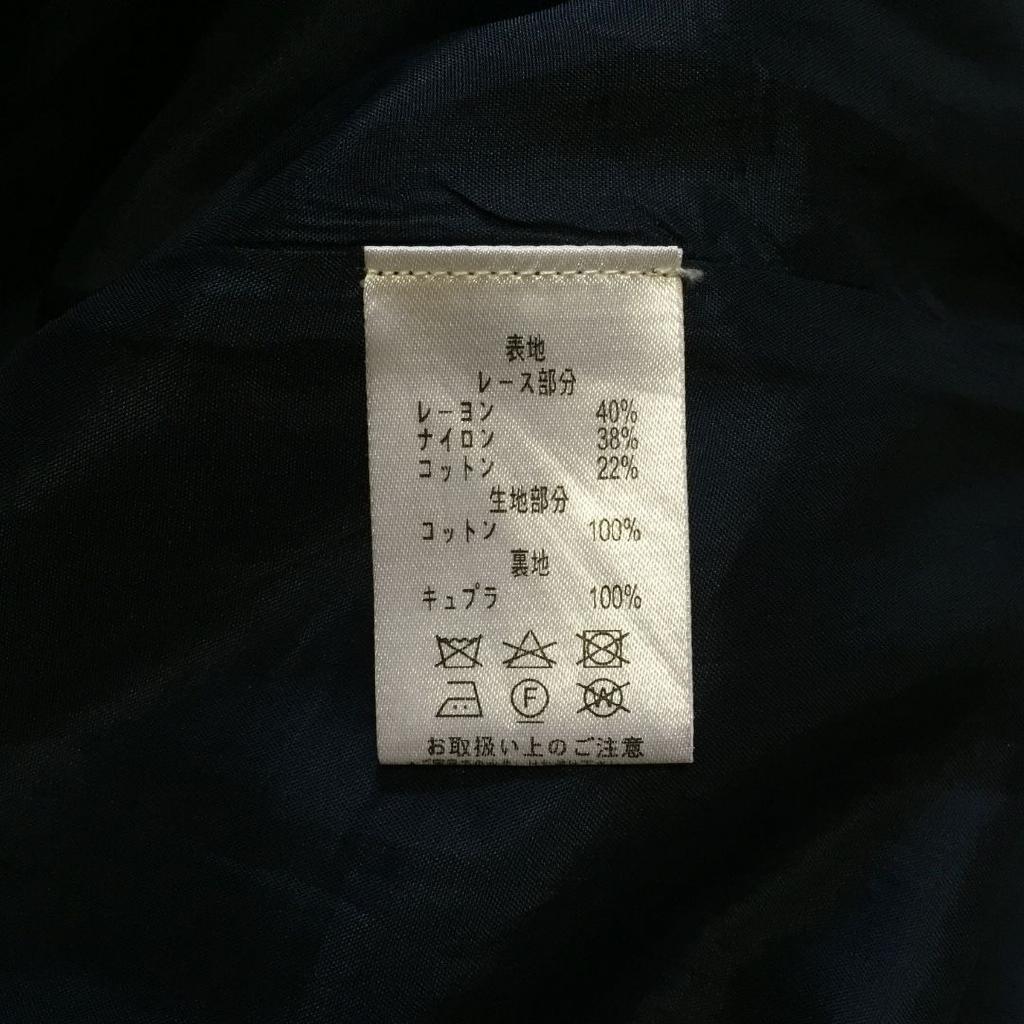 表地
レース部分
レーヨン 40%
ナイロン 38%
コットン 22%
生地部分
コットン 100%
裏地
キュプラ 100%
F W
お取扱い上のご注意